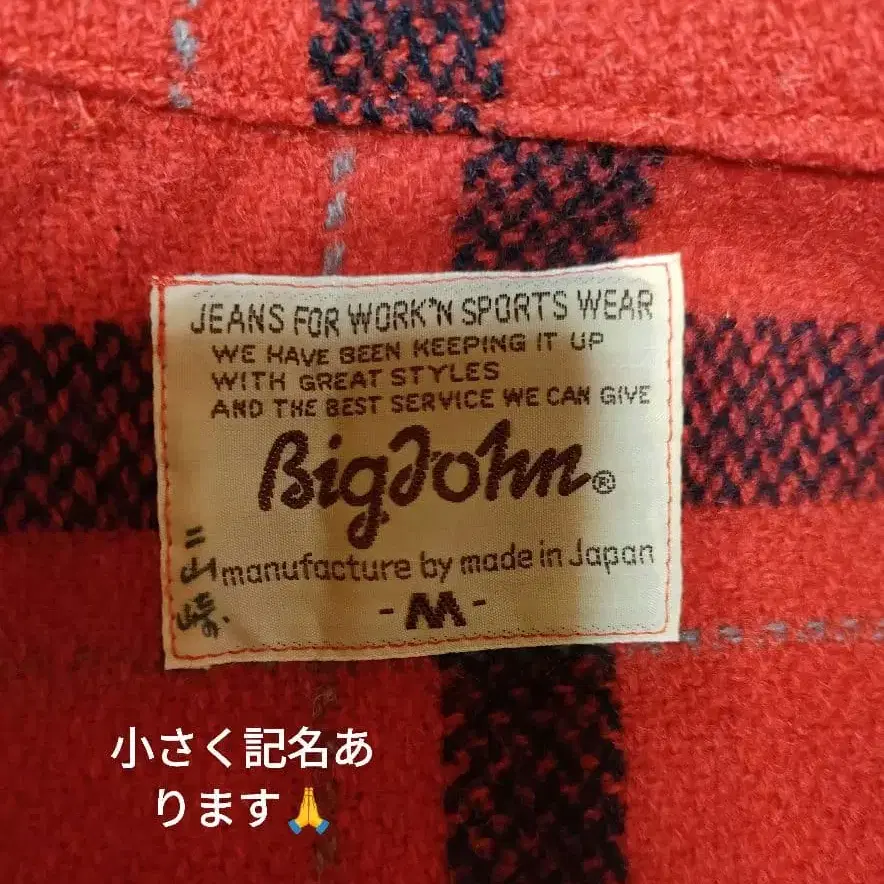 JEANS FOR WORK'N SPORTS WEAR
WE HAVE BEEN KEEPING IT UP
WITH GREAT STYLES
AND THE BEST SERVICE WE CAN GIVE
BigJohn®
manufacture by made in Japan
-M-
小さく記名あ
ります🙏